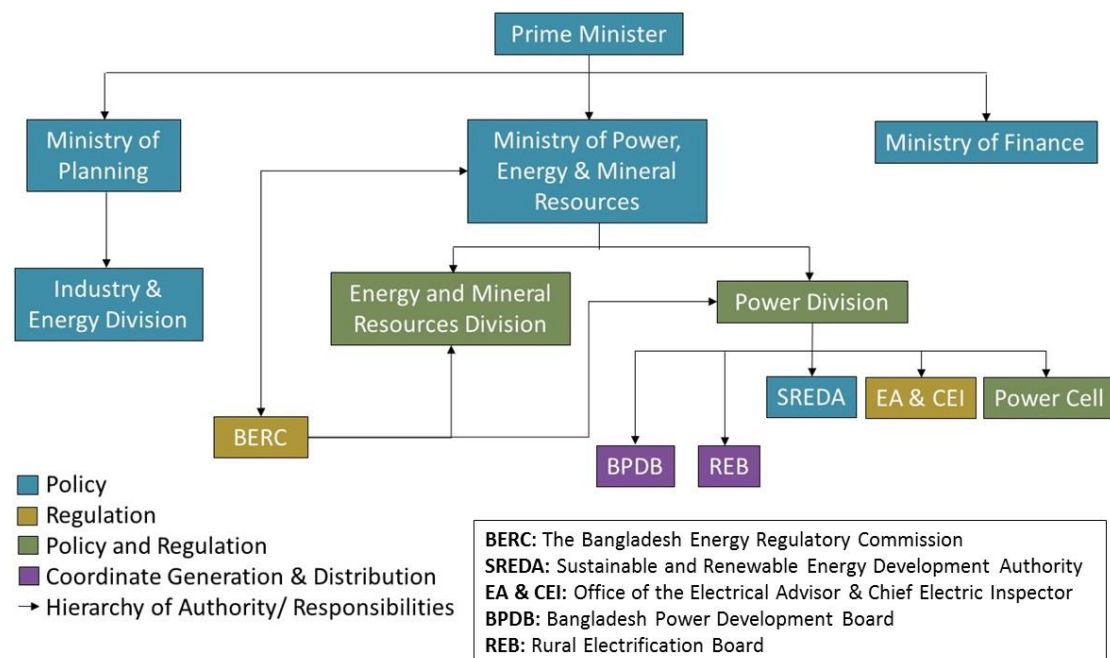 Prime Minister
Ministry of
Planning
Ministry of Power,
Energy & Mineral
Resources
Ministry of Finance
Industry &
Energy Division
Energy and Mineral
Resources Division
Power Division
SREDA
EA & CEI
Power Cell
BERC
BPDB
REB
Policy
Regulation
Policy and Regulation
Coordinate Generation & Distribution
Hierarchy of Authority/ Responsibilities
BERC: The Bangladesh Energy Regulatory Commission
SREDA: Sustainable and Renewable Energy Development Authority
EA & CEI: Office of the Electrical Advisor & Chief Electric Inspector
BPDB: Bangladesh Power Development Board
REB: Rural Electrification Board